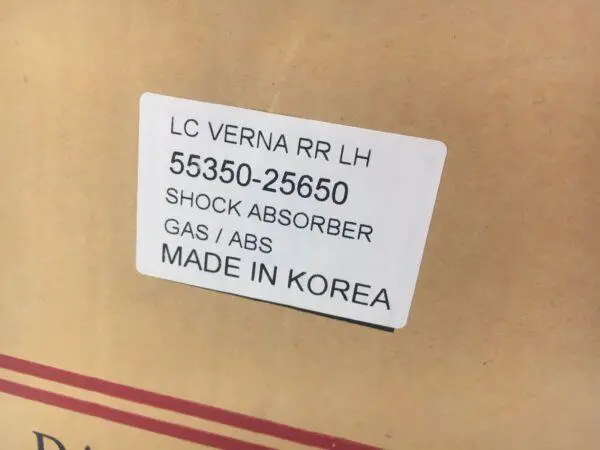 LC VERNA RR LH
55350-25650
SHOCK ABSORBER
GAS / ABS
MADE IN KOREA